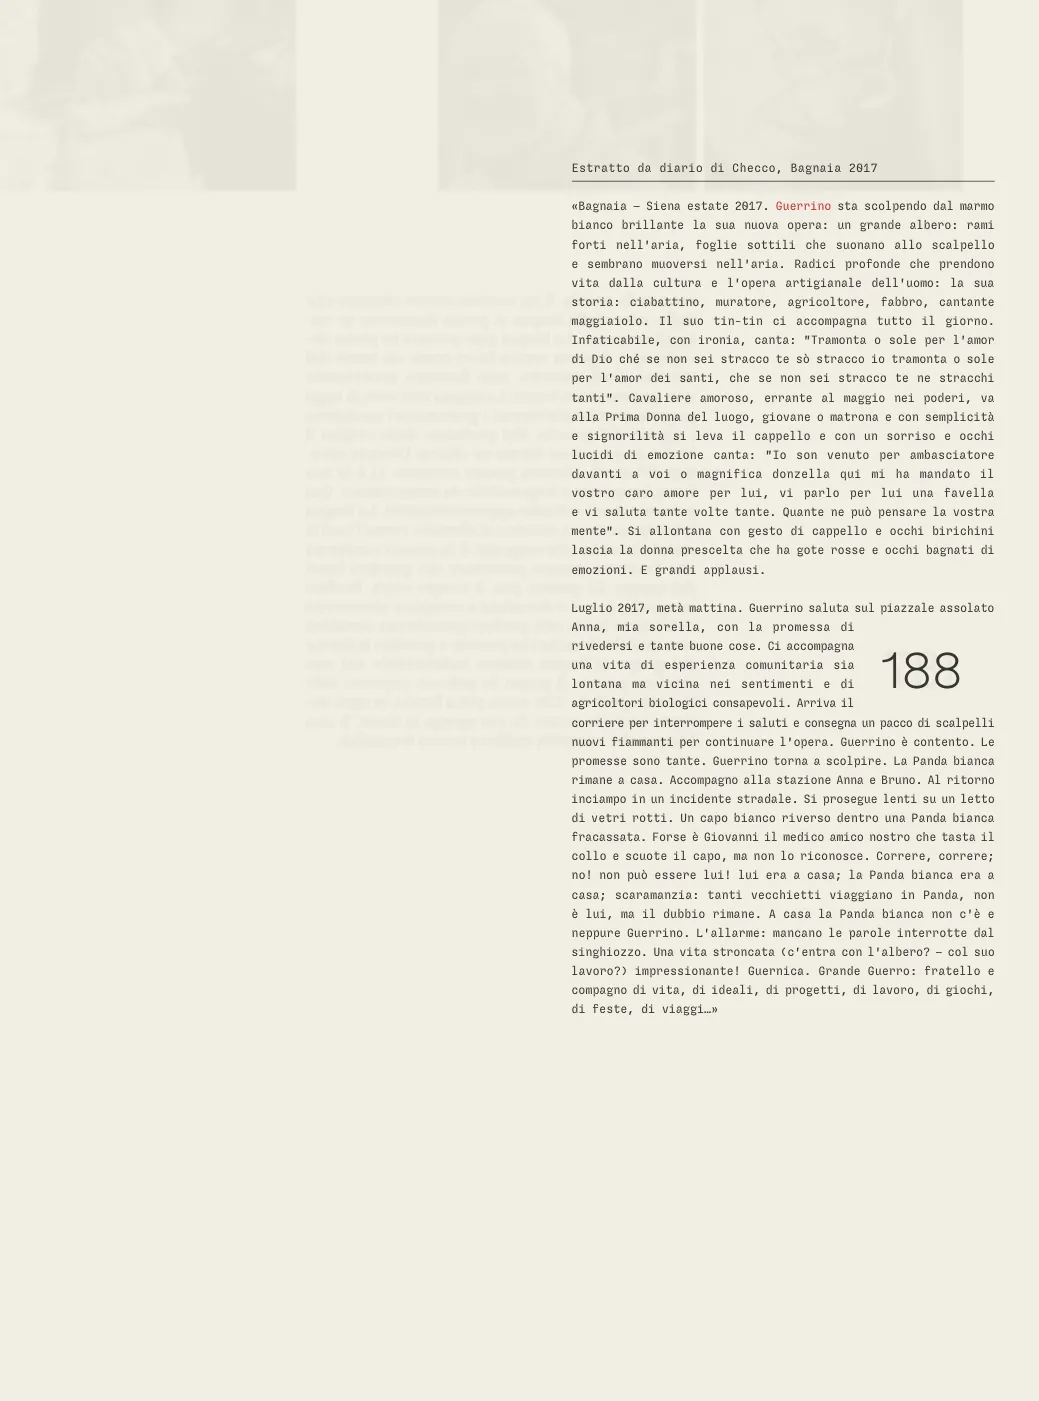 Estratto da diario di Checco, Bagnaia 2017
«Bagnaia – Siena estate 2017. Guerrino sta scolpendo dal marmo
bianco brillante la sua nuova opera: un grande albero: rami
forti nell'aria, foglie sottili che suonano allo scalpello
e sembrano muoversi nell'aria. Radici profonde che prendono
vita dalla cultura e l'opera artigianale dell'uomo: la sua
storia: ciabattino, muratore, agricoltore, fabbro, cantante
maggiaiolo. Il suo tin-tin ci accompagna tutto il giorno.
Infaticabile, con ironia, canta: "Tramonta o sole per l'amor
di Dio ché se non sei stracco te sò stracco io tramonta o sole
per l'amor dei santi, che se non sei stracco te ne stracchi
tanti". Cavaliere amoroso, errante al maggio nei poderi, va
alla Prima Donna del luogo, giovane o matrona e con semplicità
e signorilità si leva il cappello e con un sorriso e occhi
lucidi di emozione canta: "Io son venuto per ambasciatore
davanti a voi o magnifica donzella qui mi ha mandato il
vostro caro amore per lui, vi parlo per lui una favella
e vi saluta tante volte tante. Quante ne può pensare la vostra
mente". Si allontana con gesto di cappello e occhi birichini
lascia la donna prescelta che ha gote rosse e occhi bagnati di
emozioni. E grandi applausi.
Luglio 2017, metà mattina. Guerrino saluta sul piazzale assolato
Anna, mia sorella, con la promessa di
rivedersi e tante buone cose. Ci accompagna
una vita di esperienza comunitaria sia
lontana ma vicina nei sentimenti e di
agricoltori biologici consapevoli. Arriva il
corriere per interrompere i saluti e consegna un pacco di scalpelli
nuovi fiammanti per continuare l'opera. Guerrino è contento. Le
promesse sono tante. Guerrino torna a scolpire. La Panda bianca
rimane a casa. Accompagno alla stazione Anna e Bruno. Al ritorno
inciampo in un incidente stradale. Si prosegue lenti su un letto
di vetri rotti. Un capo bianco riverso dentro una Panda bianca
fracassata. Forse è Giovanni il medico amico nostro che tasta il
collo e scuote il capo, ma non lo riconosce. Correre, correre;
no! non può essere lui! lui era a casa; la Panda bianca era a
casa; scaramanzia: tanti vecchietti viaggiano in Panda, non
è lui, ma il dubbio rimane. A casa la Panda bianca non c'è e
neppure Guerrino. L'allarme: mancano le parole interrotte dal
singhiozzo. Una vita stroncata (c'entra con l'albero? – col suo
lavoro?) impressionante! Guernica. Grande Guerro: fratello e
compagno di vita, di ideali, di progetti, di lavoro, di giochi,
di feste, di viaggi…»
188